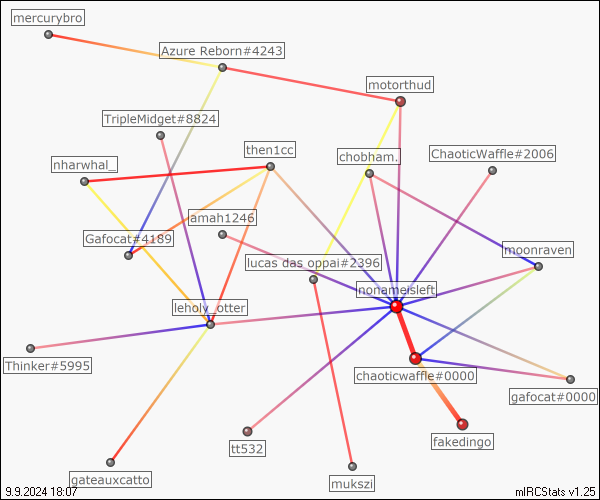 mercurybro
Azure Reborn#4243
motorthud
TripleMidget#8824
then1cc
chobham.
ChaoticWaffle#2006
nharwhal_
amah1246
Gafocat#4189
moonraven
lucas das oppai#2396
nonameisleft
leholy_otter
Thinker#5995
chaoticwaffle#0000
gafocat#0000
fakedingo
tt532
gateauxcatto
mukszi
9.9.2024 18:07
mIRCStats v1.25